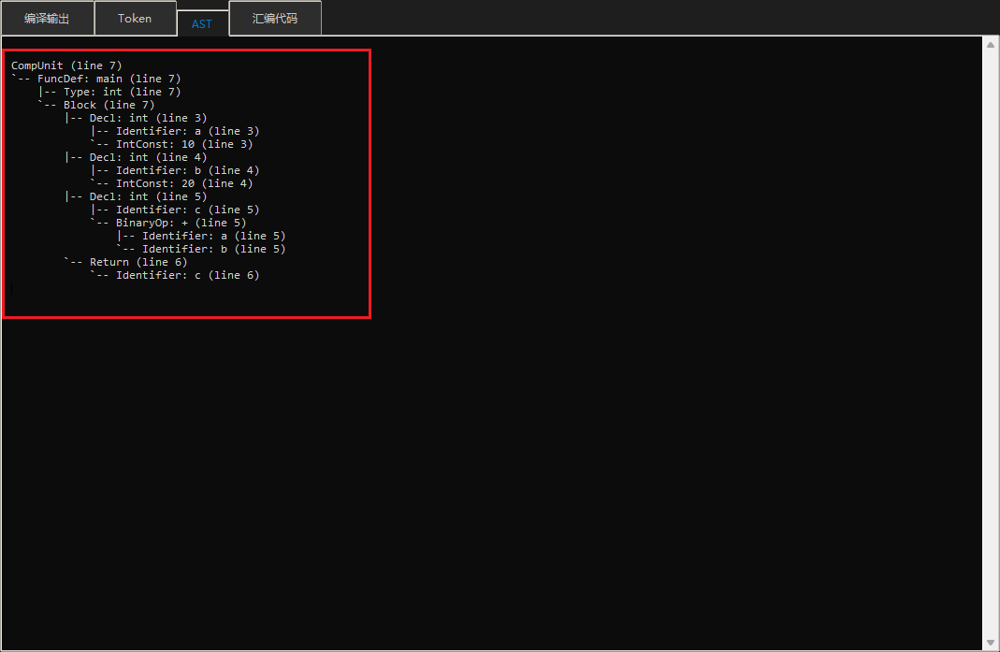 编译输出 Token AST 汇编代码
CompUnit (line 7)
`-- FuncDef: main (line 7)
    |-- Type: int (line 7)
    `-- Block (line 7)
        |-- Decl: int (line 3)
            |-- Identifier: a (line 3)
            `-- IntConst: 10 (line 3)
        |-- Decl: int (line 4)
            |-- Identifier: b (line 4)
            `-- IntConst: 20 (line 4)
        |-- Decl: int (line 5)
            |-- Identifier: c (line 5)
            `-- BinaryOp: + (line 5)
                |-- Identifier: a (line 5)
                `-- Identifier: b (line 5)
        `-- Return (line 6)
            `-- Identifier: c (line 6)